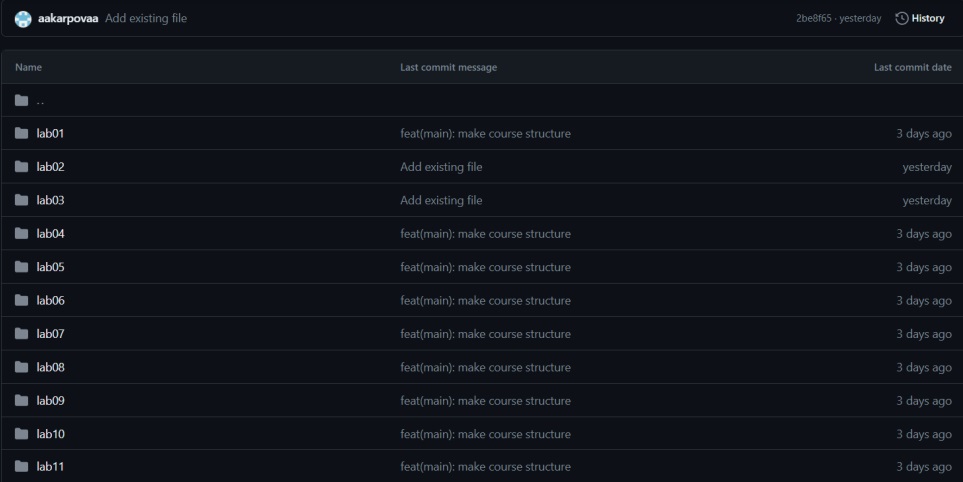 aakarpovaa Add existing file 2be8f65 · yesterday History
Name Last commit message Last commit date
..
lab01 feat(main): make course structure 3 days ago
lab02 Add existing file yesterday
lab03 Add existing file yesterday
lab04 feat(main): make course structure 3 days ago
lab05 feat(main): make course structure 3 days ago
lab06 feat(main): make course structure 3 days ago
lab07 feat(main): make course structure 3 days ago
lab08 feat(main): make course structure 3 days ago
lab09 feat(main): make course structure 3 days ago
lab10 feat(main): make course structure 3 days ago
lab11 feat(main): make course structure 3 days ago